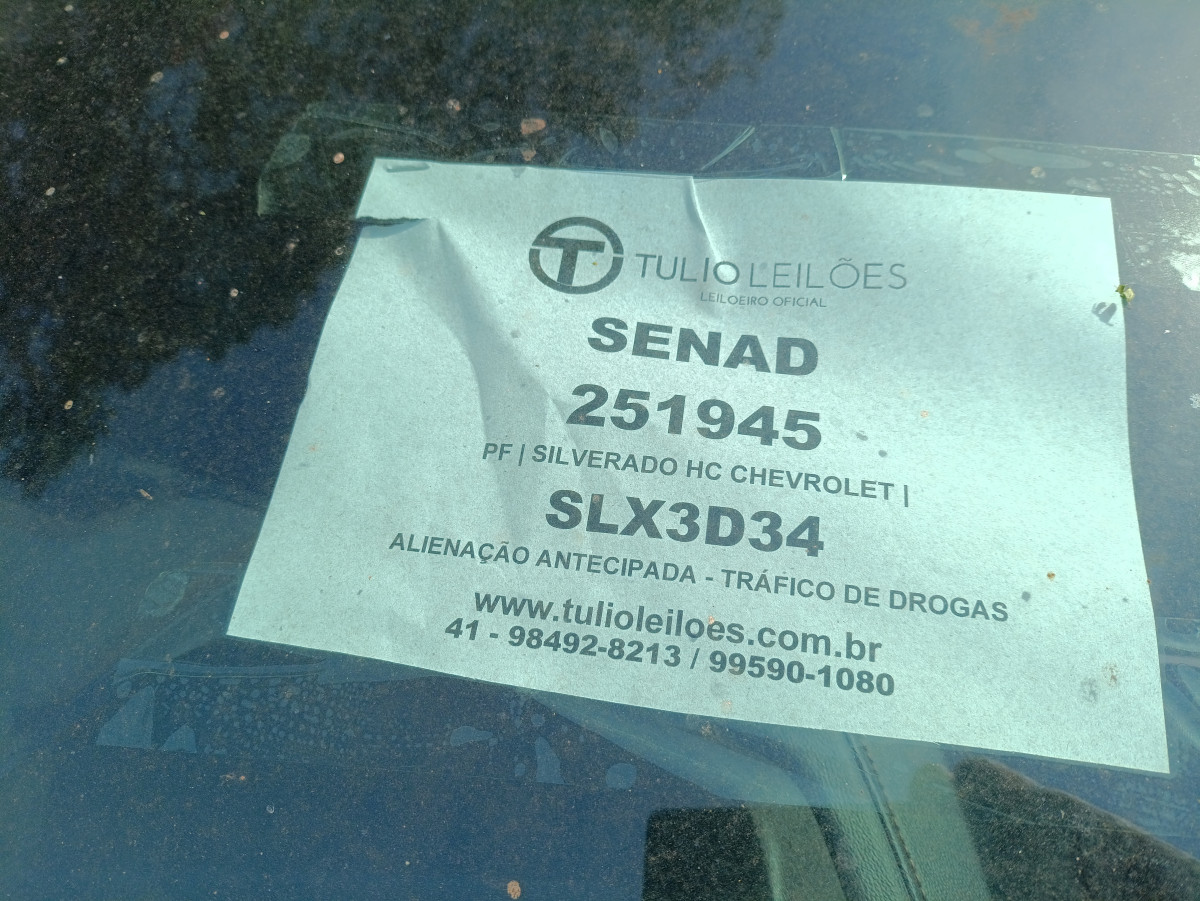 TULIO LEILÕES
LEILOEIRO OFICIAL
SENAD
251945
PF | SILVERADO HC CHEVROLET |
SLX3D34
ALIENAÇÃO ANTECIPADA - TRÁFICO DE DROGAS
www.tulioleiloes.com.br
41 - 98492-8213 / 99590-1080